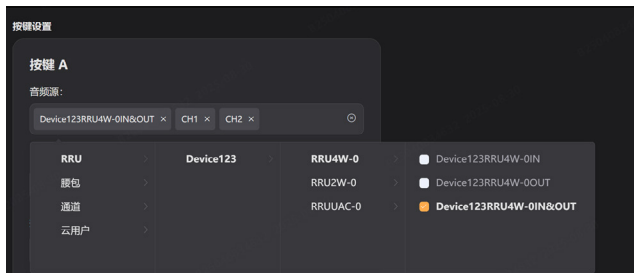 按键设置
按键 A
音频源:
Device123RRU4W-0IN&OUT × CH1 × CH2 ×
RRU Device123 RRU4W-0 Device123RRU4W-0IN
腰包 RRU2W-0 Device123RRU4W-0OUT
通道 RRUUAC-0 Device123RRU4W-0IN&OUT
云用户